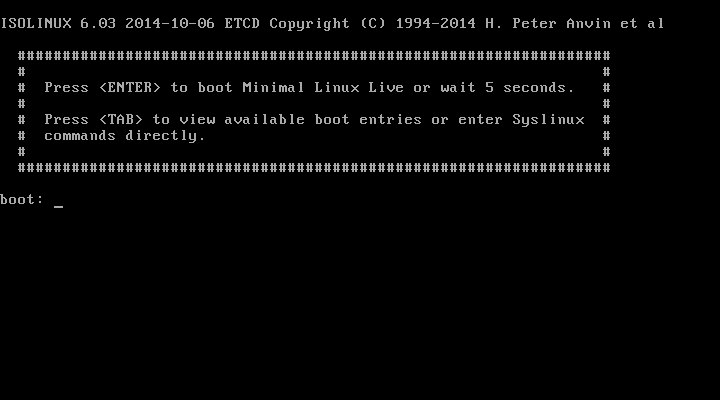 ISOLINUX 6.03 2014-10-06 ETCD Copyright (C) 1994-2014 H. Peter Anvin et al
##################################################################
#                                                                #
#  Press <ENTER> to boot Minimal Linux Live or wait 5 seconds.   #
#                                                                #
#  Press <TAB> to view available boot entries or enter Syslinux  #
#  commands directly.                                            #
#                                                                #
##################################################################
boot: _